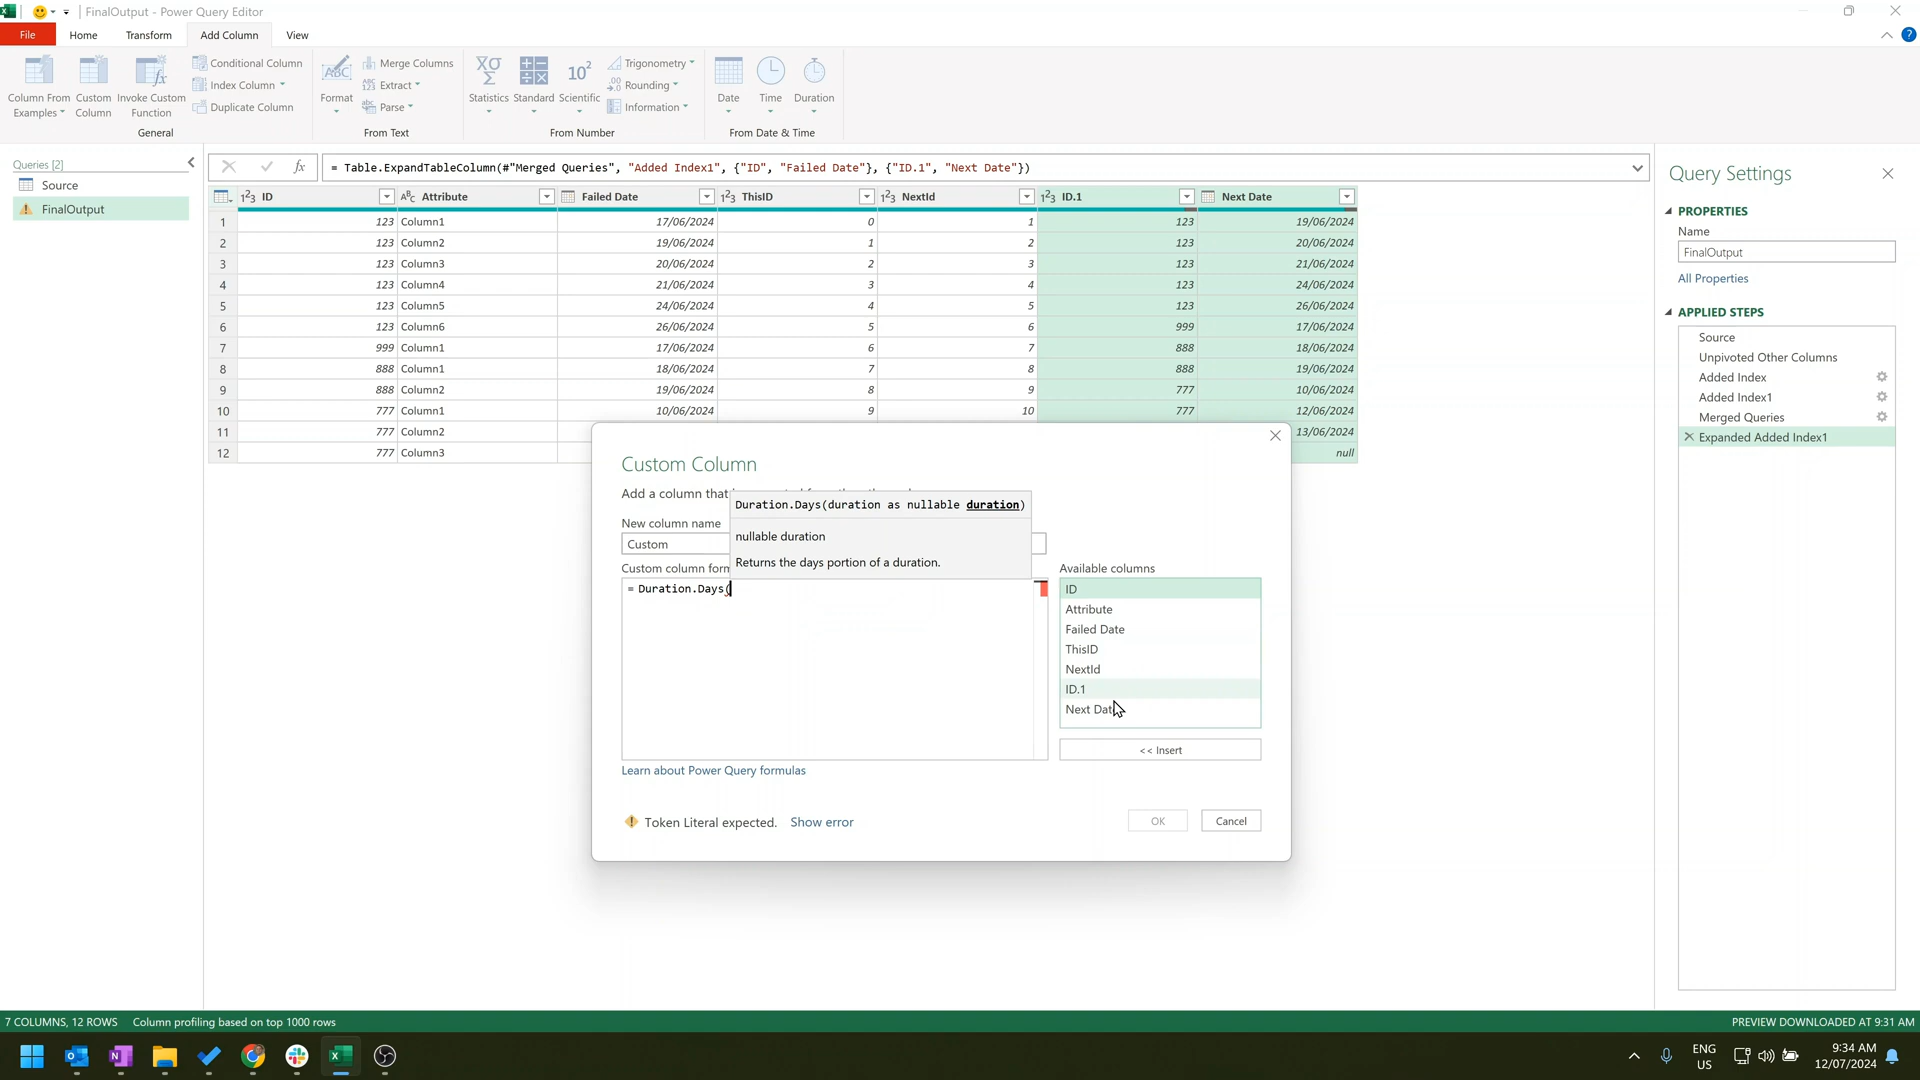 FinalOutput - Power Query Editor
File
Home
Transform
Add Column
View
Column From Examples
Custom Column
Invoke Custom Function
Conditional Column
Index Column
Duplicate Column
General
Format
Merge Columns
Extract
Parse
From Text
Statistics
Standard
Scientific
Trigonometry
Rounding
Information
From Number
Date
Time
Duration
From Date & Time
Queries [2]
Source
FinalOutput
fx
= Table.ExpandTableColumn(#"Merged Queries", "Added Index1", {"ID", "Failed Date"}, {"ID.1", "Next Date"})
ID Attribute Failed Date ThisID NextId ID.1 Next Date
1 123 Column1 17/06/2024 0 1 123 19/06/2024
2 123 Column2 19/06/2024 1 2 123 20/06/2024
3 123 Column3 20/06/2024 2 3 123 21/06/2024
4 123 Column4 21/06/2024 3 4 123 24/06/2024
5 123 Column5 24/06/2024 4 5 123 26/06/2024
6 123 Column6 26/06/2024 5 6 999 17/06/2024
7 999 Column1 17/06/2024 6 7 888 18/06/2024
8 888 Column1 18/06/2024 7 8 888 19/06/2024
9 888 Column2 19/06/2024 8 9 777 10/06/2024
10 777 Column1 10/06/2024 9 10 777 12/06/2024
11 777 Column2 13/06/2024
12 777 Column3 null
Custom Column
Add a column that
New column name
Custom
Duration.Days(duration as nullable duration)
nullable duration
Returns the days portion of a duration.
Custom column form
= Duration.Days(
Available columns
ID
Attribute
Failed Date
ThisID
NextId
ID.1
Next Date
<< Insert
Learn about Power Query formulas
Token Literal expected. Show error
OK
Cancel
Query Settings
PROPERTIES
Name
FinalOutput
All Properties
APPLIED STEPS
Source
Unpivoted Other Columns
Added Index
Added Index1
Merged Queries
Expanded Added Index1
7 COLUMNS, 12 ROWS Column profiling based on top 1000 rows
PREVIEW DOWNLOADED AT 9:31 AM
ENG
US
9:34 AM
12/07/2024